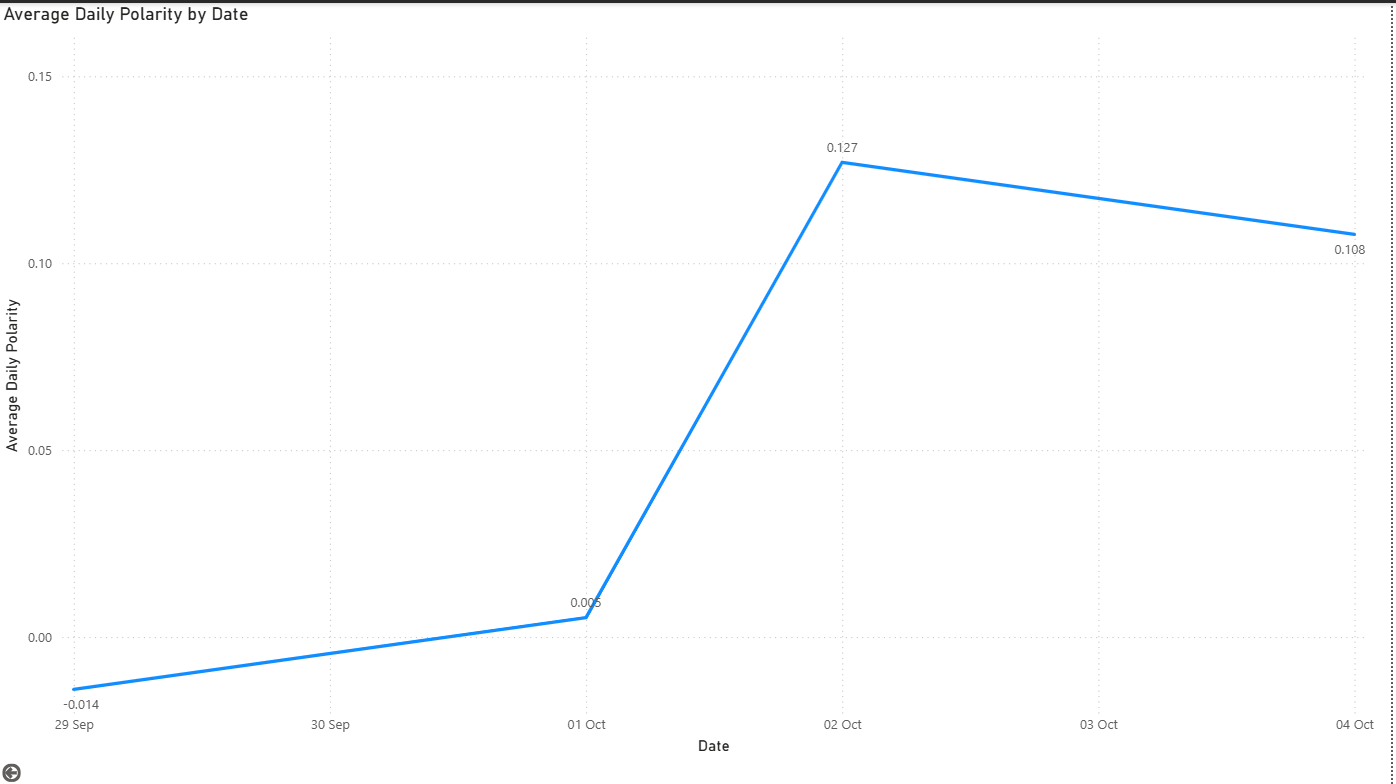 Average Daily Polarity by Date
0.15
0.10
0.05
0.00
Average Daily Polarity
-0.014
0.005
0.127
0.108
29 Sep
30 Sep
01 Oct
02 Oct
03 Oct
04 Oct
Date